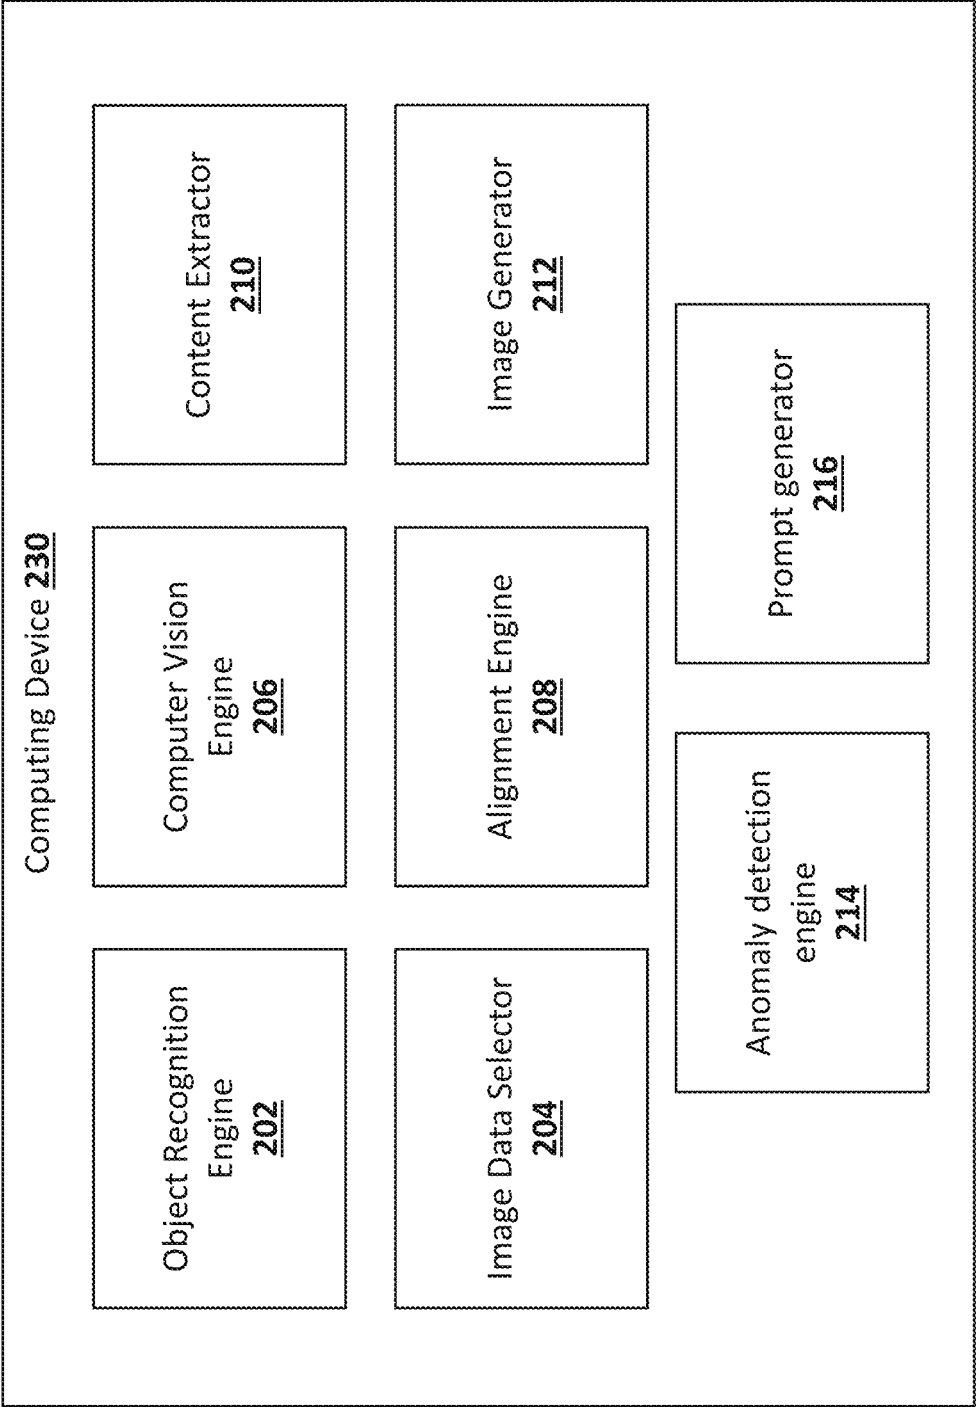 Computing Device 230
Object Recognition
Engine
202
Computer Vision
Engine
206
Content Extractor
210
Image Data Selector
204
Alignment Engine
208
Image Generator
212
Anomaly detection
engine
214
Prompt generator
216